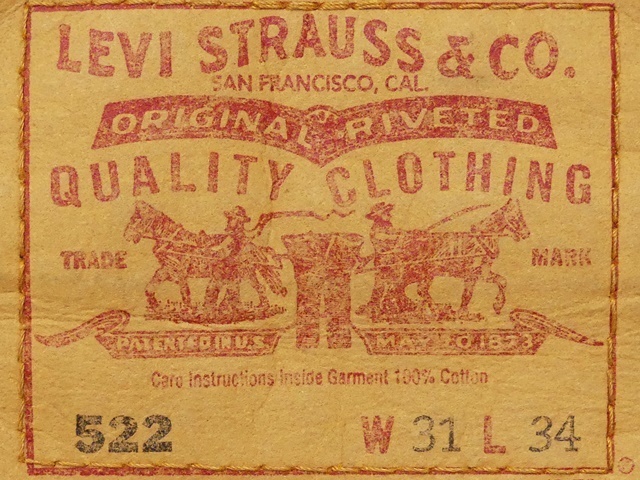 LEVI STRAUSS & CO.
SAN FRANCISCO, CAL.
ORIGINAL RIVETED
QUALITY CLOTHING
TRADE MARK
PATENTED IN U.S. MAY 20 1873
Care Instructions Inside Garment 100% Cotton
522 W 31 L 34